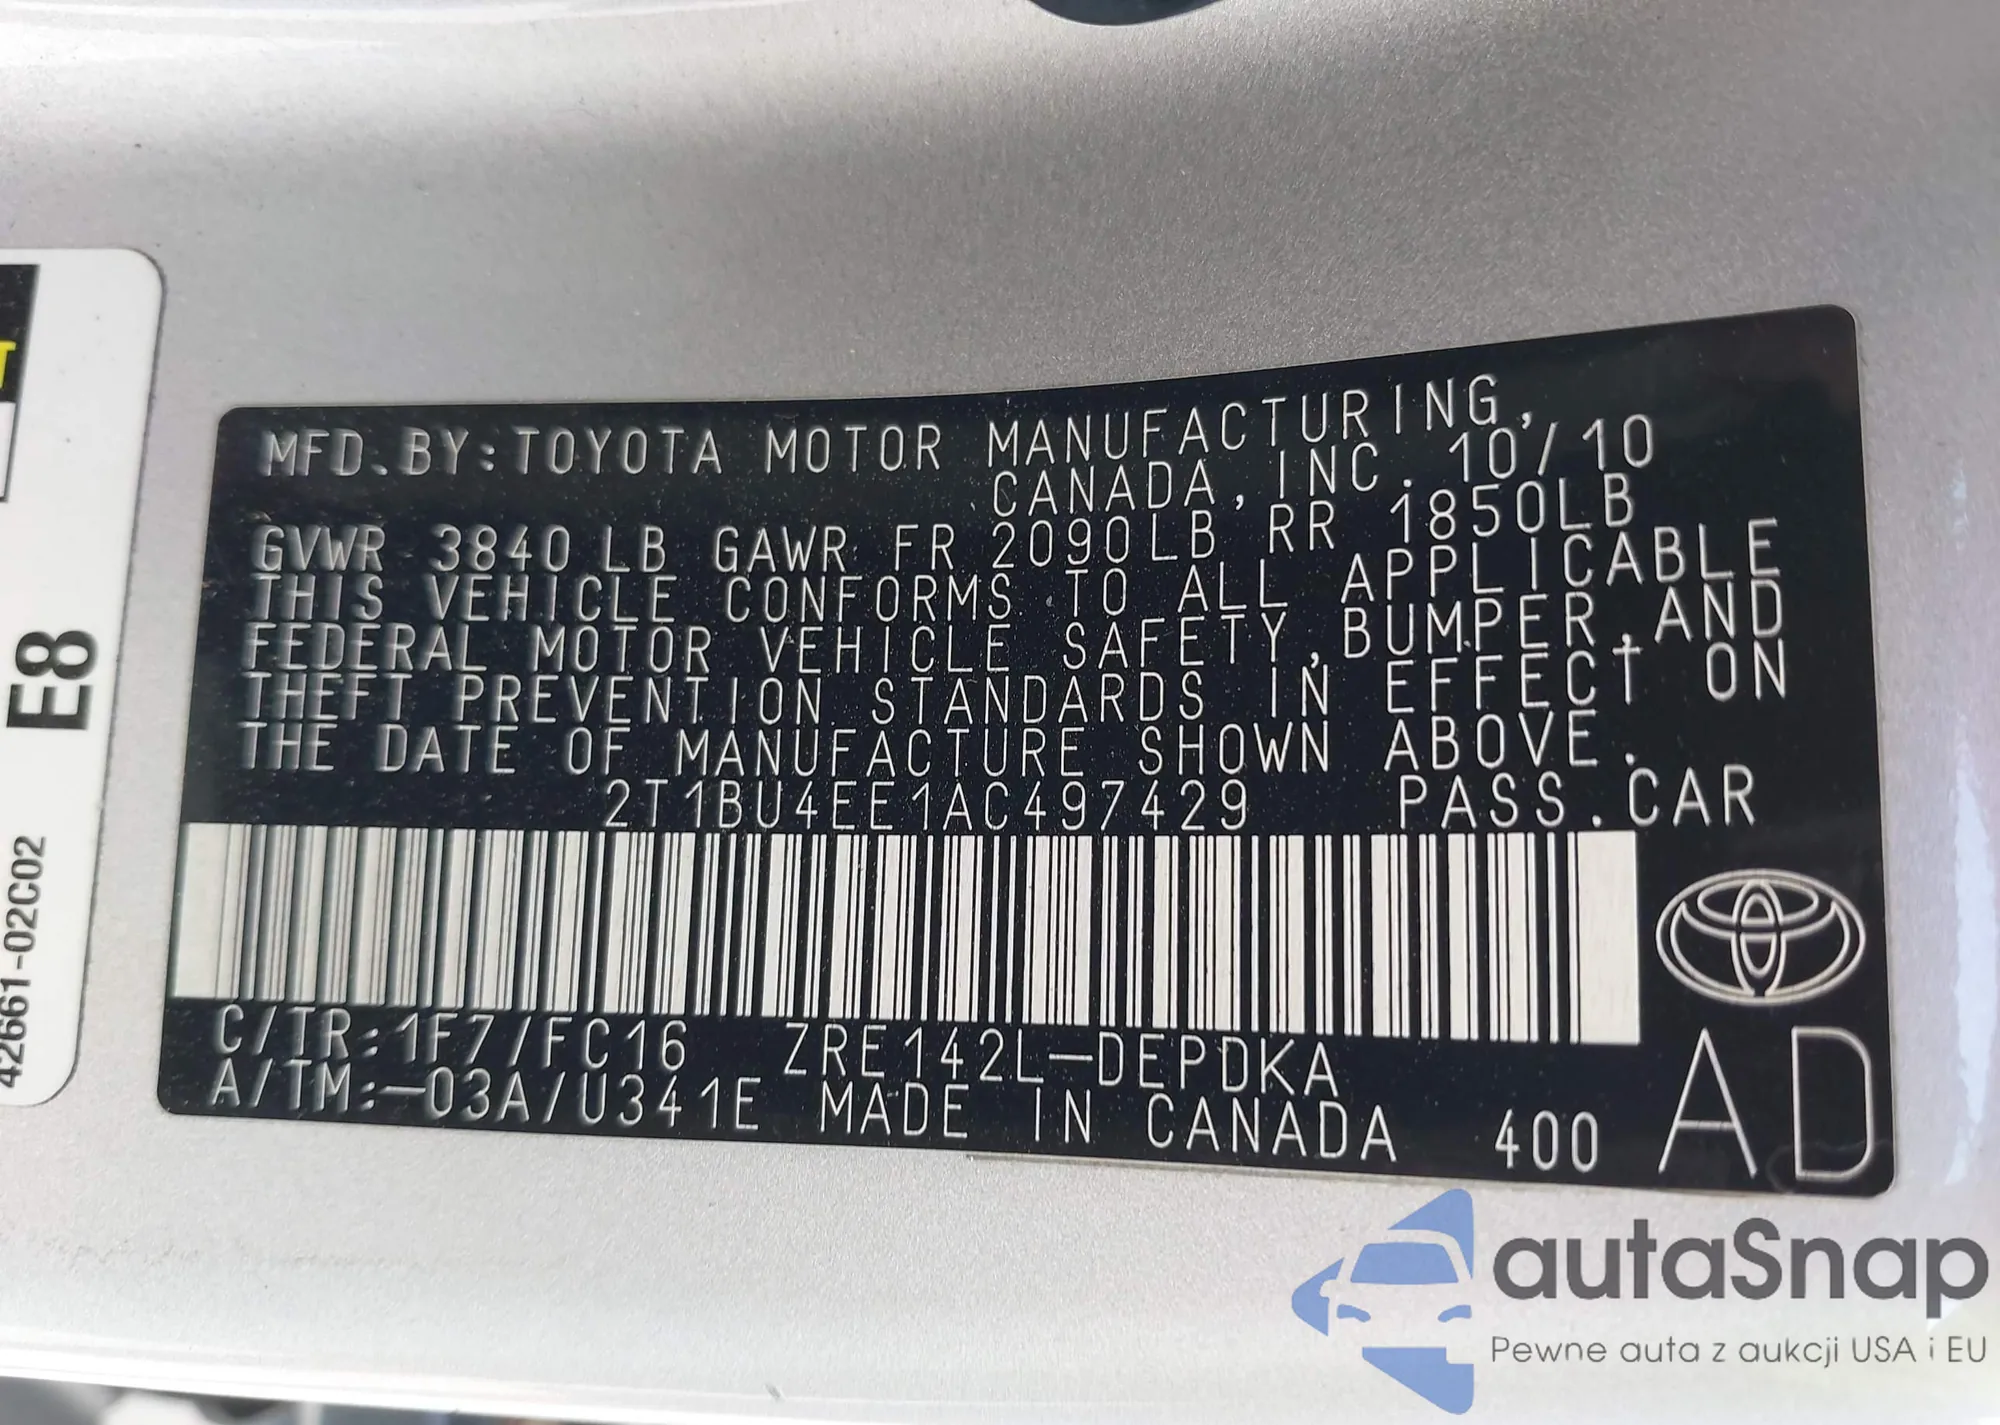 MFD.BY:TOYOTA MOTOR MANUFACTURING,
CANADA,INC. 10/10
GVWR 3840 LB GAWR FR 2090LB RR 1850LB
THIS VEHICLE CONFORMS TO ALL APPLICABLE
FEDERAL MOTOR VEHICLE SAFETY,BUMPER,AND
THEFT PREVENTION STANDARDS IN EFFECT ON
THE DATE OF MANUFACTURE SHOWN ABOVE.
2T1BU4EE1AC497429 PASS.CAR
C/TR:1F7/FC16 ZRE142L-DEPDKA
A/TM:-03A/U341E MADE IN CANADA 400
AD
E8
42661-02C02
autaSnap
Pewne auta z aukcji USA i EU